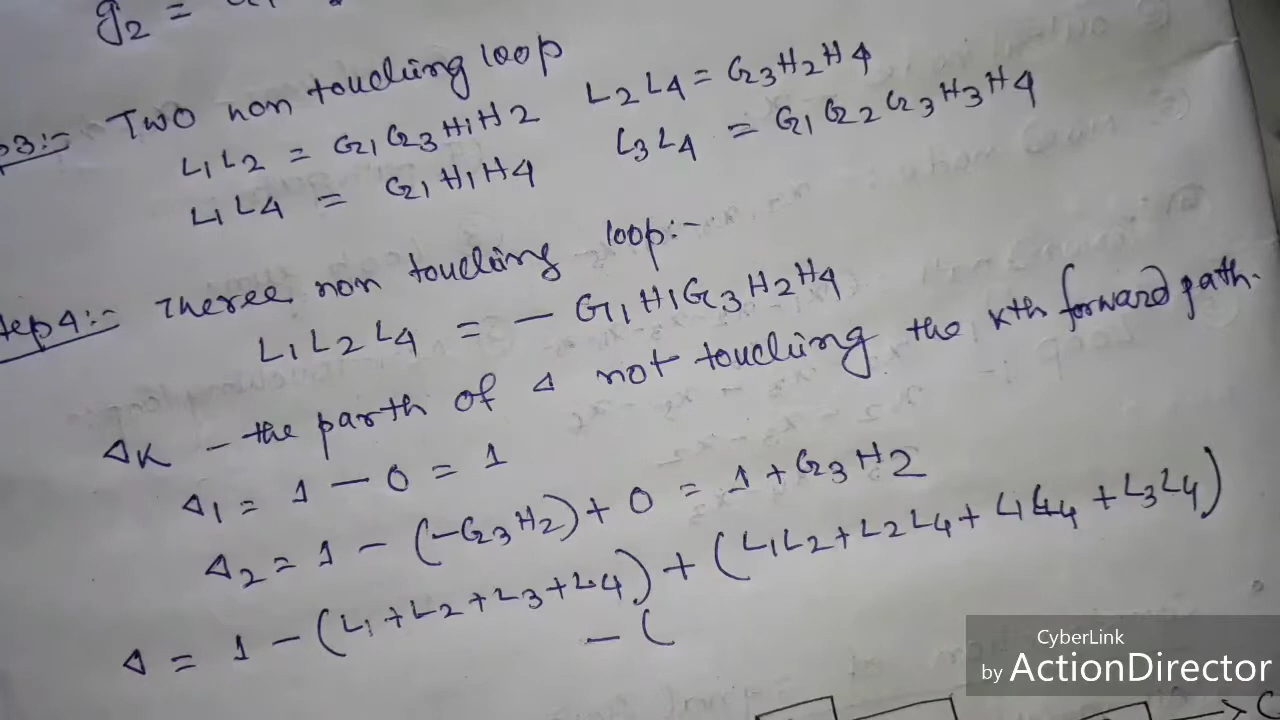 g2 =
p3:- Two non touching loop
L1L2 = G1G3H1H2   L2L4 = G3H2H4
L1L4 = G1H1H4   L3L4 = G1G2G3H3H4
tep4:- Theree non touching loop:-
L1L2L4 = - G1H1G3H2H4
ΔK - the parth of Δ not touching the Kth forward path.
Δ1 = 1 - 0 = 1
Δ2 = 1 - (-G3H2) + 0 = 1 + G3H2
Δ = 1 - (L1+L2+L3+L4) + (L1L2+L2L4+L1L4+L3L4)
- (
CyberLink
by ActionDirector